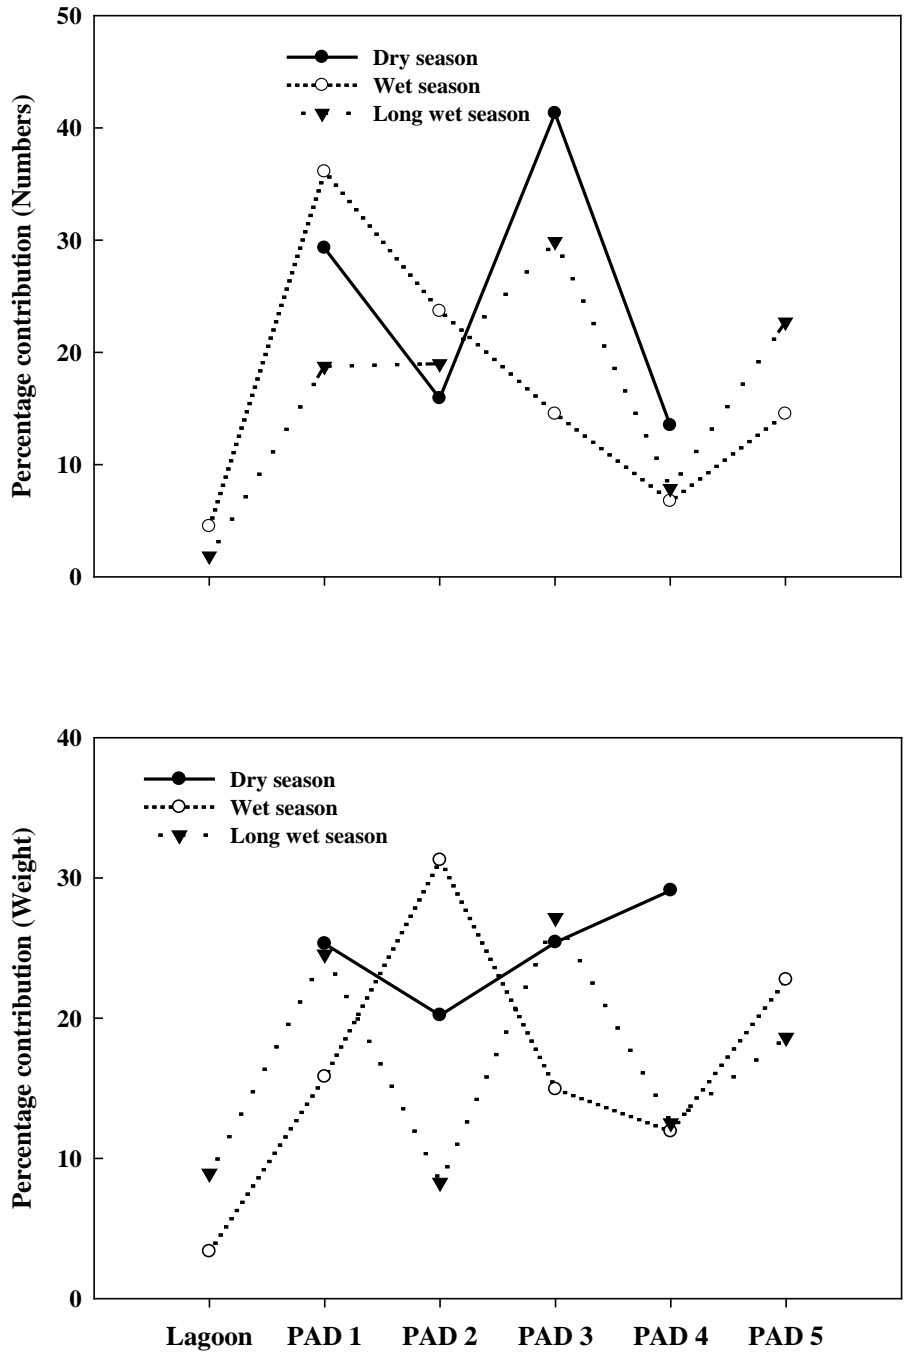 50
Dry season
Wet season
Long wet season
40
30
20
10
0
Percentage contribution (Numbers)
40
Dry season
Wet season
Long wet season
30
20
10
0
Percentage contribution (Weight)
Lagoon PAD 1 PAD 2 PAD 3 PAD 4 PAD 5